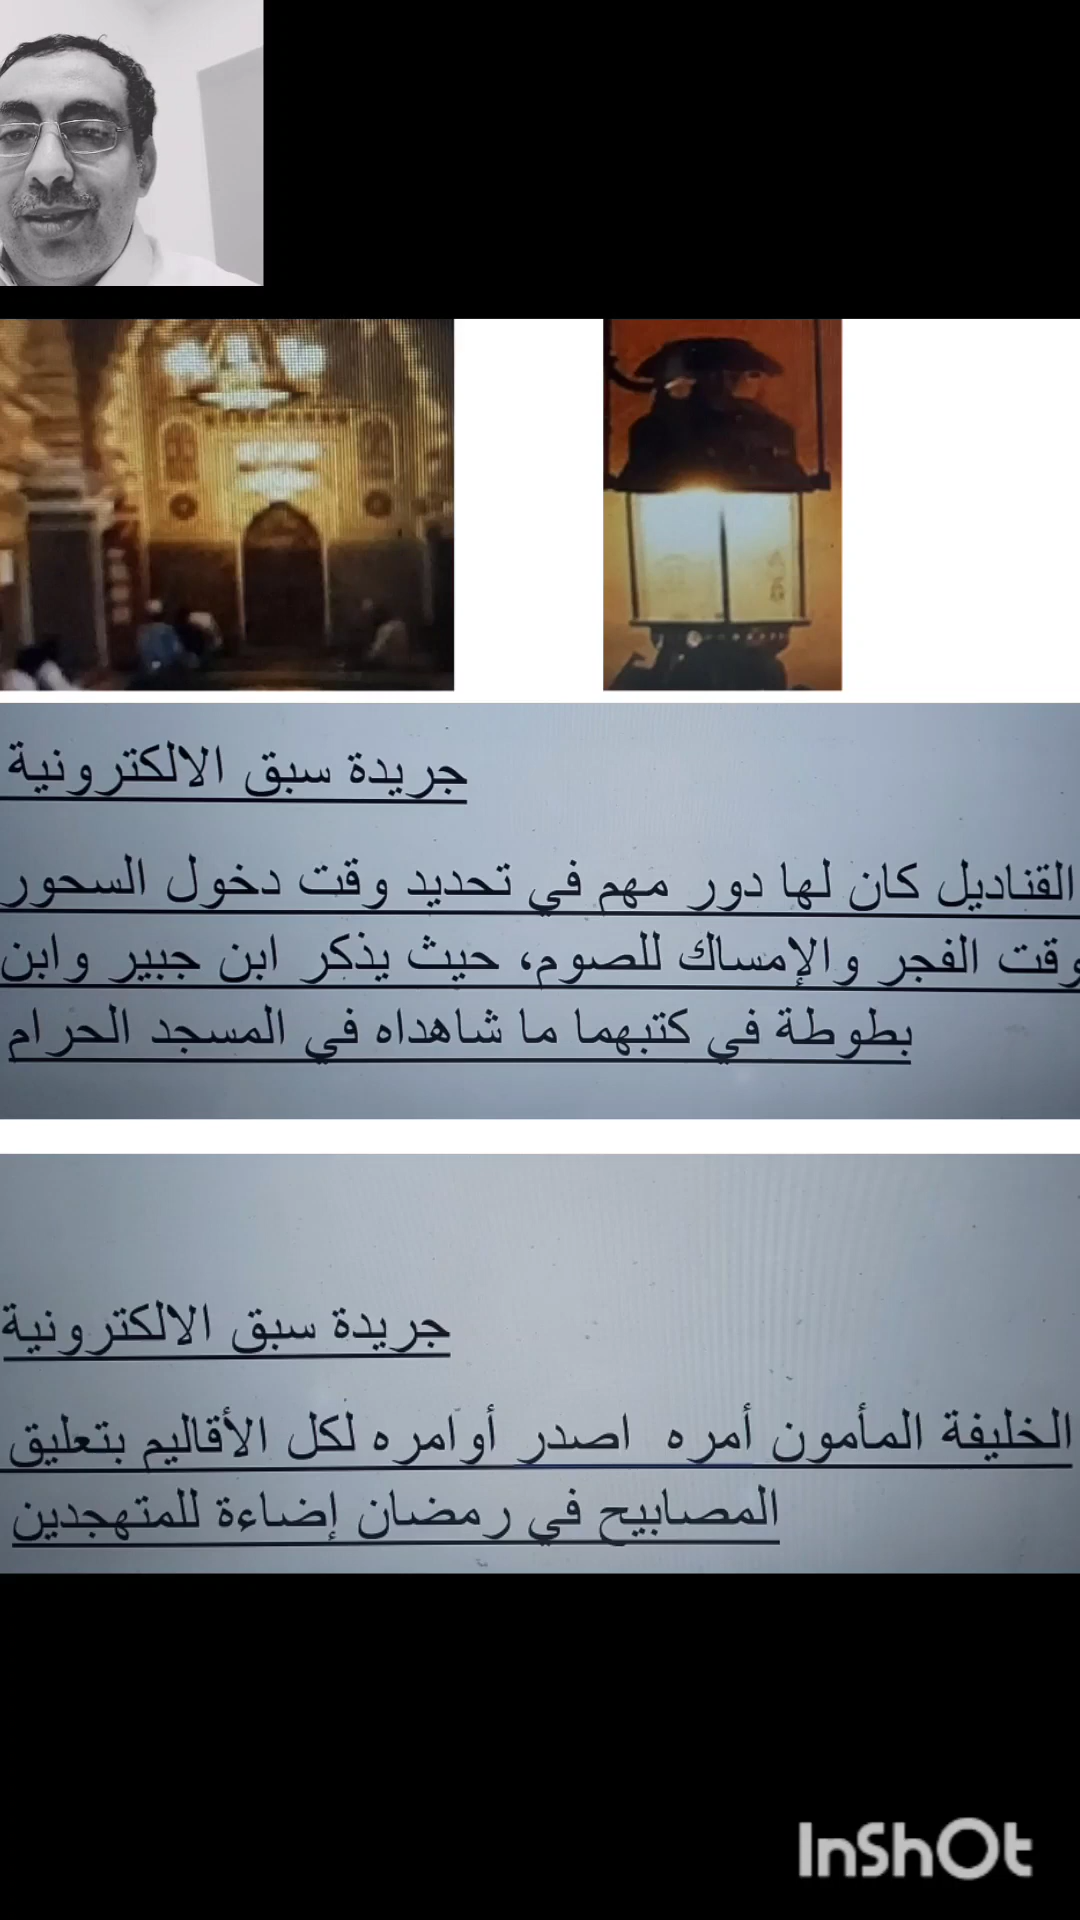 جريدة سبق الالكترونية
القناديل كان لها دور مهم في تحديد وقت دخول السحور
وقت الفجر والإمساك للصوم، حيث يذكر ابن جبير وابن
بطوطة في كتبهما ما شاهداه في المسجد الحرام
جريدة سبق الالكترونية
الخليفة المأمون أمره اصدر أوامره لكل الأقاليم بتعليق
المصابيح في رمضان إضاءة للمتهجدين
InShOt